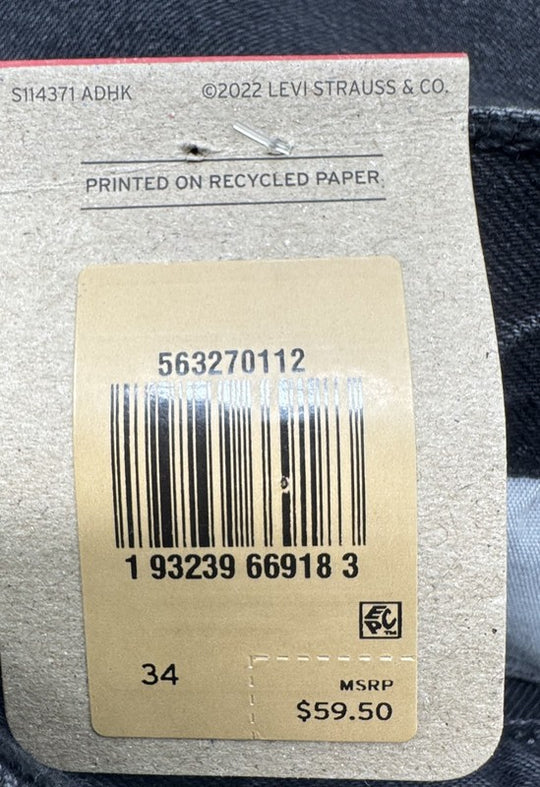 S114371 ADHK ©2022 LEVI STRAUSS & CO.
PRINTED ON RECYCLED PAPER
563270112
1 93239 66918 3
EPC™
34
MSRP
$59.50